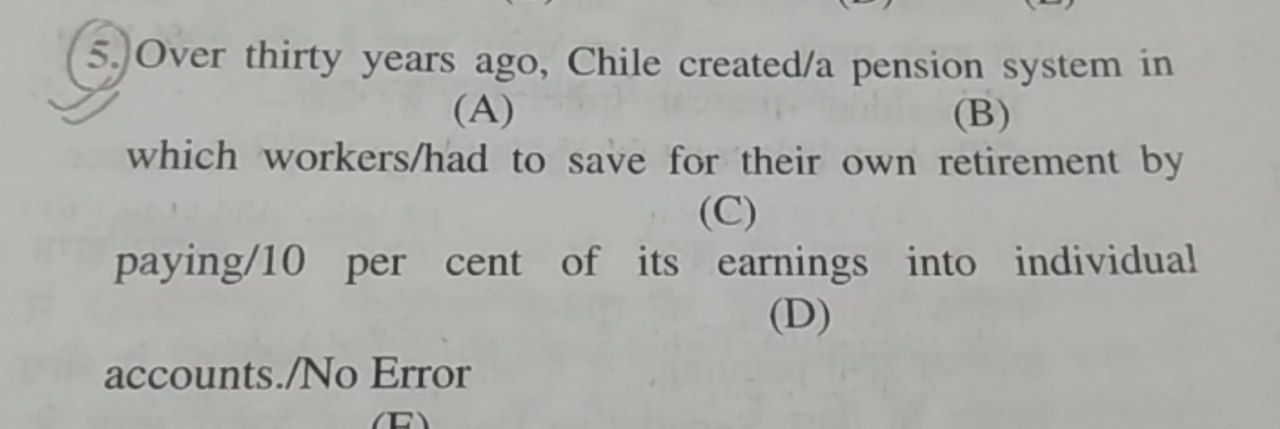 5. Over thirty years ago, Chile created/a pension system in
(A) (B)
which workers/had to save for their own retirement by
(C)
paying/10 per cent of its earnings into individual
(D)
accounts./No Error